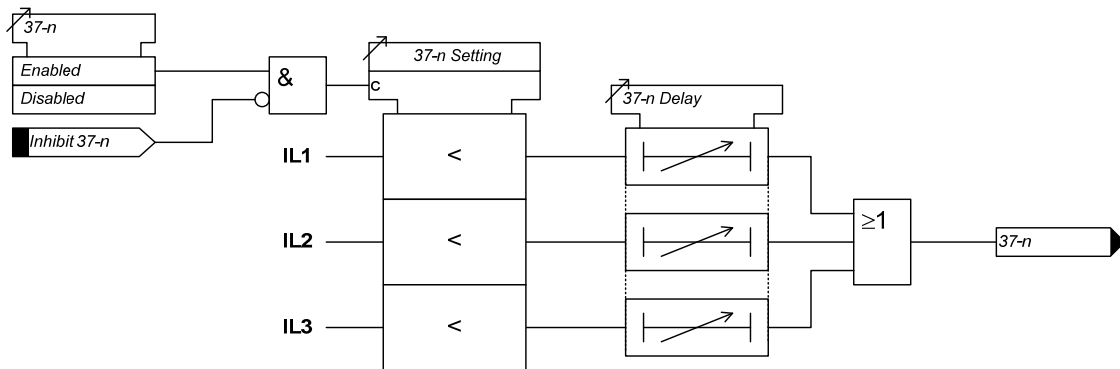 37-n
Enabled
Disabled
Inhibit 37-n
&
37-n Setting
c
IL1
<
IL2
<
IL3
<
37-n Delay
≥1
37-n